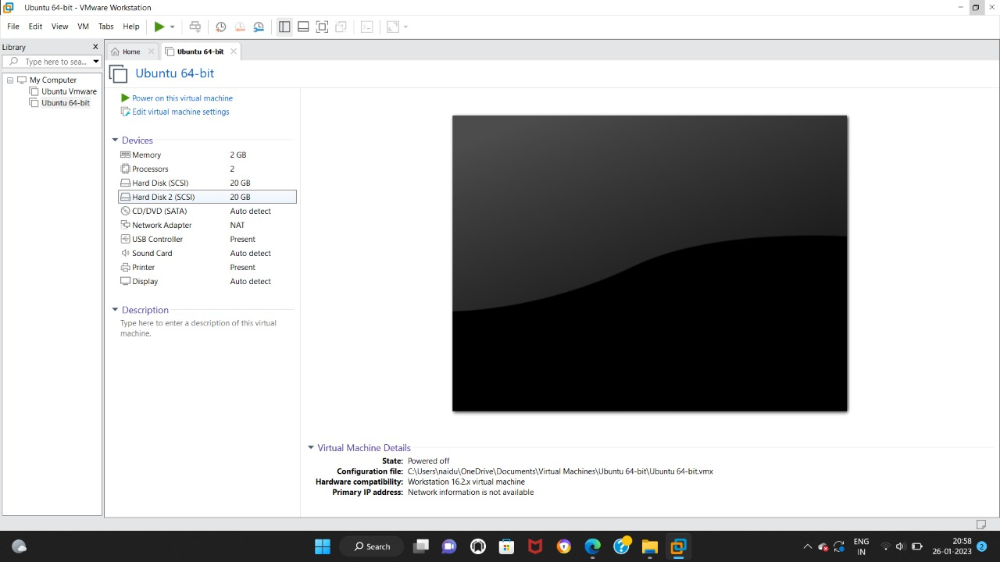 Ubuntu 64-bit - VMware Workstation
File Edit View VM Tabs Help
Library
Type here to sea...
My Computer
Ubuntu Vmware
Ubuntu 64-bit
Home
Ubuntu 64-bit
Ubuntu 64-bit
Power on this virtual machine
Edit virtual machine settings
Devices
Memory 2 GB
Processors 2
Hard Disk (SCSI) 20 GB
Hard Disk 2 (SCSI) 20 GB
CD/DVD (SATA) Auto detect
Network Adapter NAT
USB Controller Present
Sound Card Auto detect
Printer Present
Display Auto detect
Description
Type here to enter a description of this virtual
machine.
Virtual Machine Details
State: Powered off
Configuration file: C:\Users\naidu\OneDrive\Documents\Virtual Machines\Ubuntu 64-bit\Ubuntu 64-bit.vmx
Hardware compatibility: Workstation 16.2.x virtual machine
Primary IP address: Network information is not available
Search
ENG
IN
20:58
26-01-2023
2